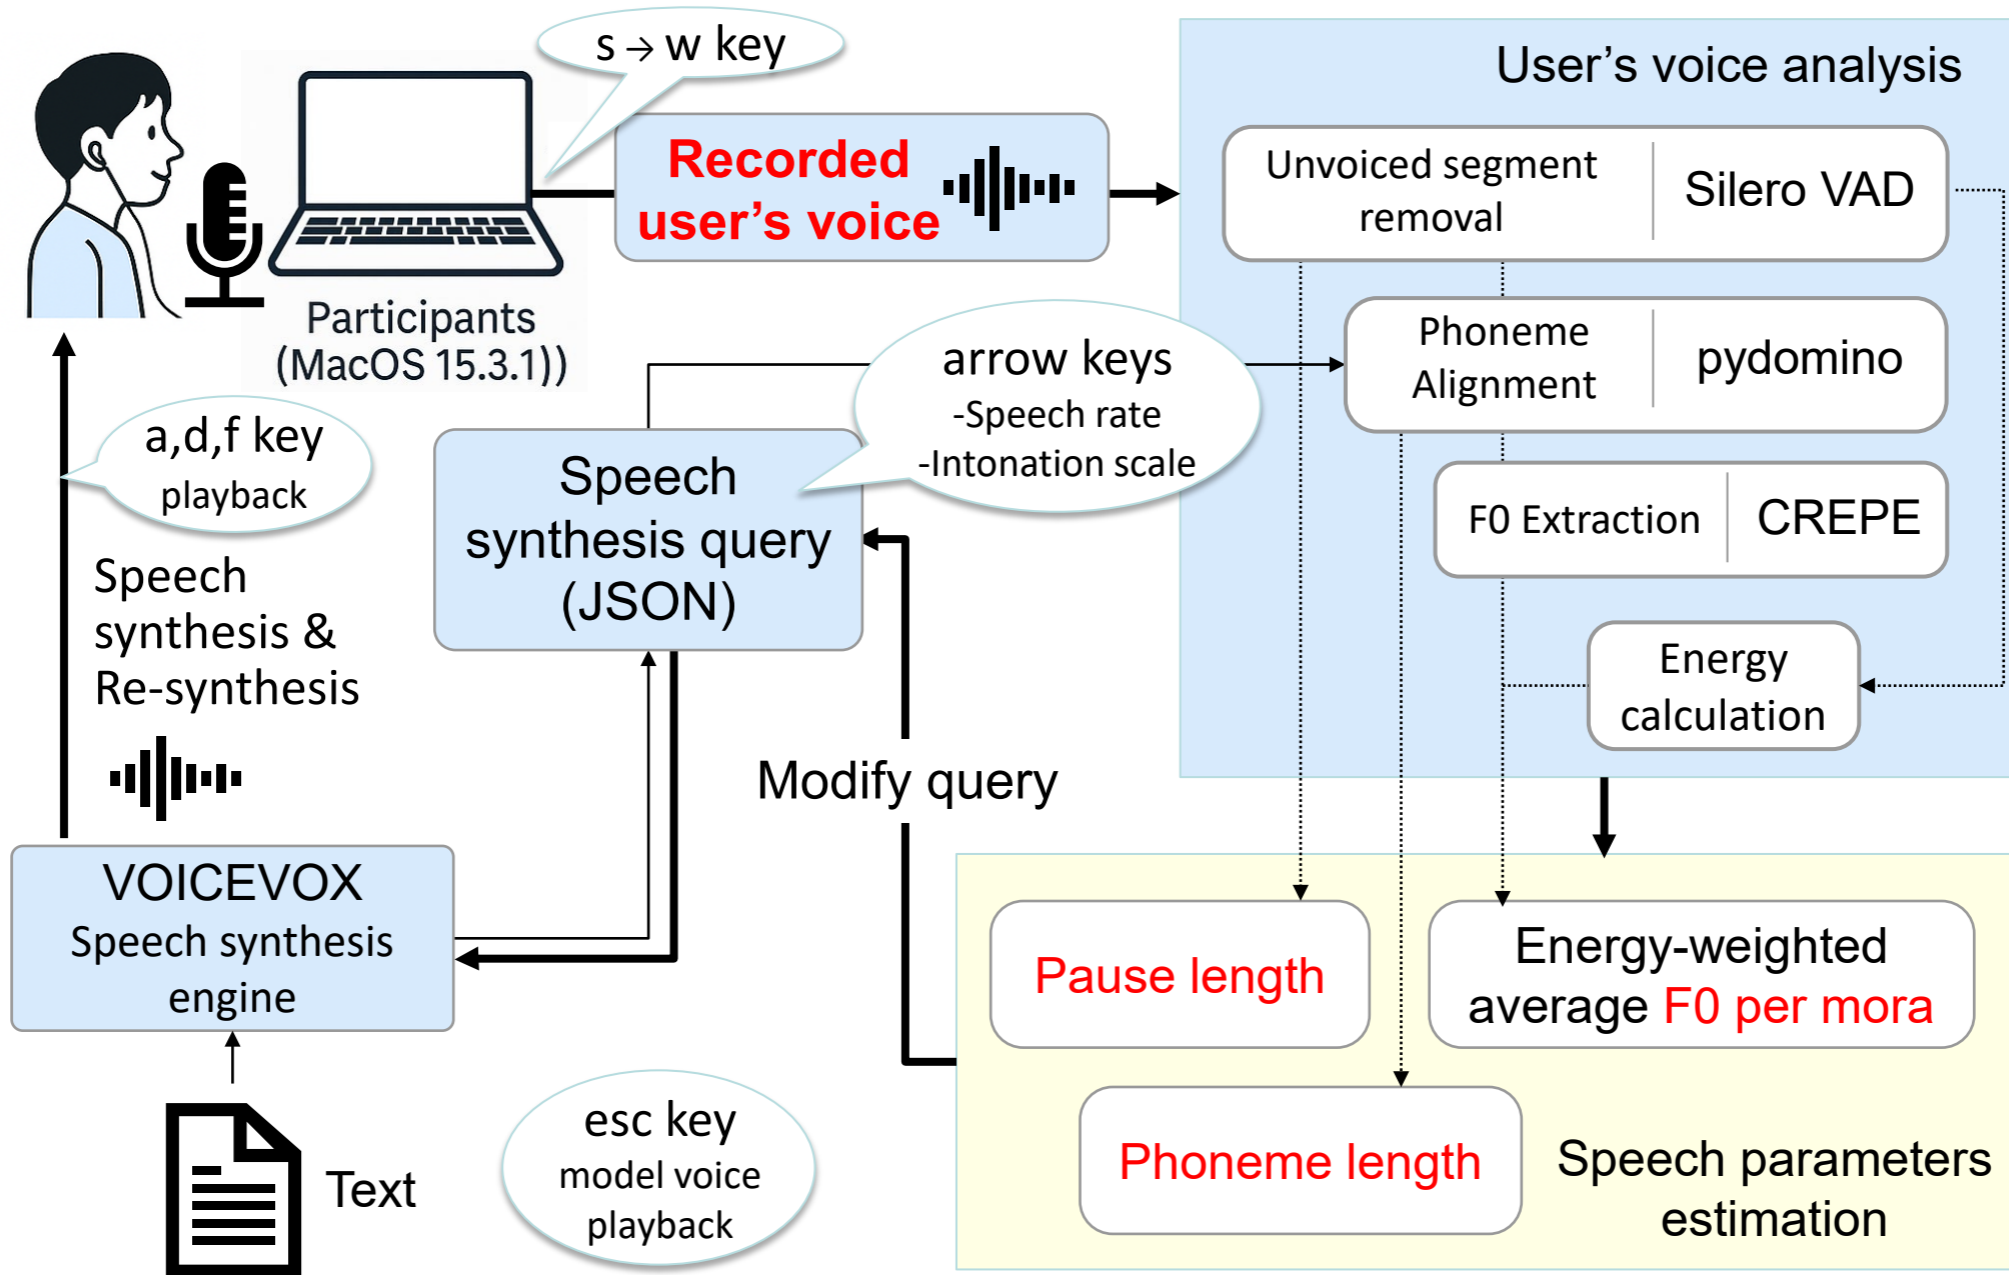 s → w key
User’s voice analysis
Recorded
user’s voice
Unvoiced segment
removal
Silero VAD
Participants
(MacOS 15.3.1))
arrow keys
-Speech rate
-Intonation scale
Phoneme
Alignment
pydomino
a,d,f key
playback
Speech
synthesis query
(JSON)
F0 Extraction
CREPE
Speech
synthesis &
Re-synthesis
Energy
calculation
Modify query
VOICEVOX
Speech synthesis
engine
Pause length
Energy-weighted
average F0 per mora
Phoneme length
Speech parameters
estimation
Text
esc key
model voice
playback